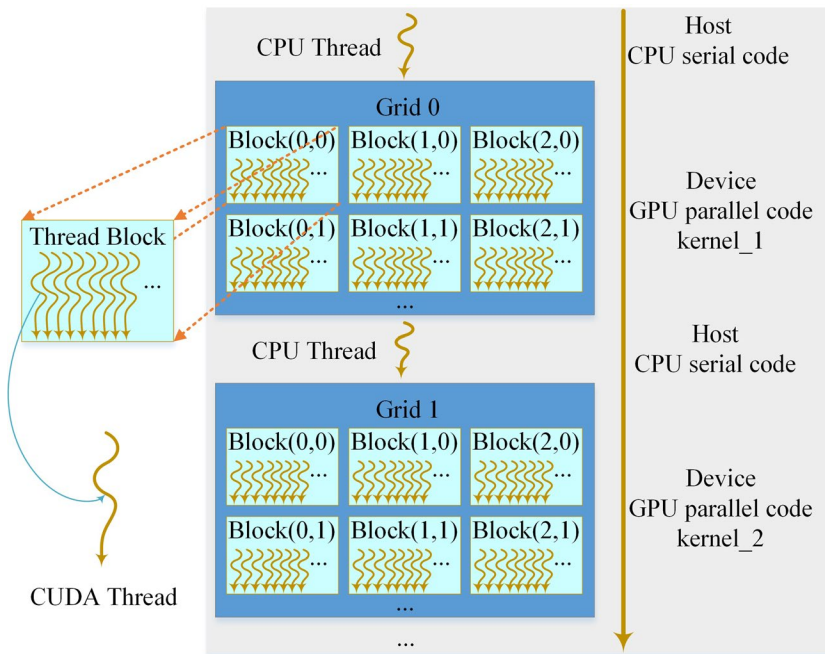 CPU Thread
Host
CPU serial code
Grid 0
Block(0,0) Block(1,0) Block(2,0)
... ... ...
Thread Block
...
Block(0,1) Block(1,1) Block(2,1)
... ... ...
...
Device
GPU parallel code
kernel_1
CPU Thread
Host
CPU serial code
Grid 1
Block(0,0) Block(1,0) Block(2,0)
... ... ...
Block(0,1) Block(1,1) Block(2,1)
... ... ...
...
Device
GPU parallel code
kernel_2
CUDA Thread
...